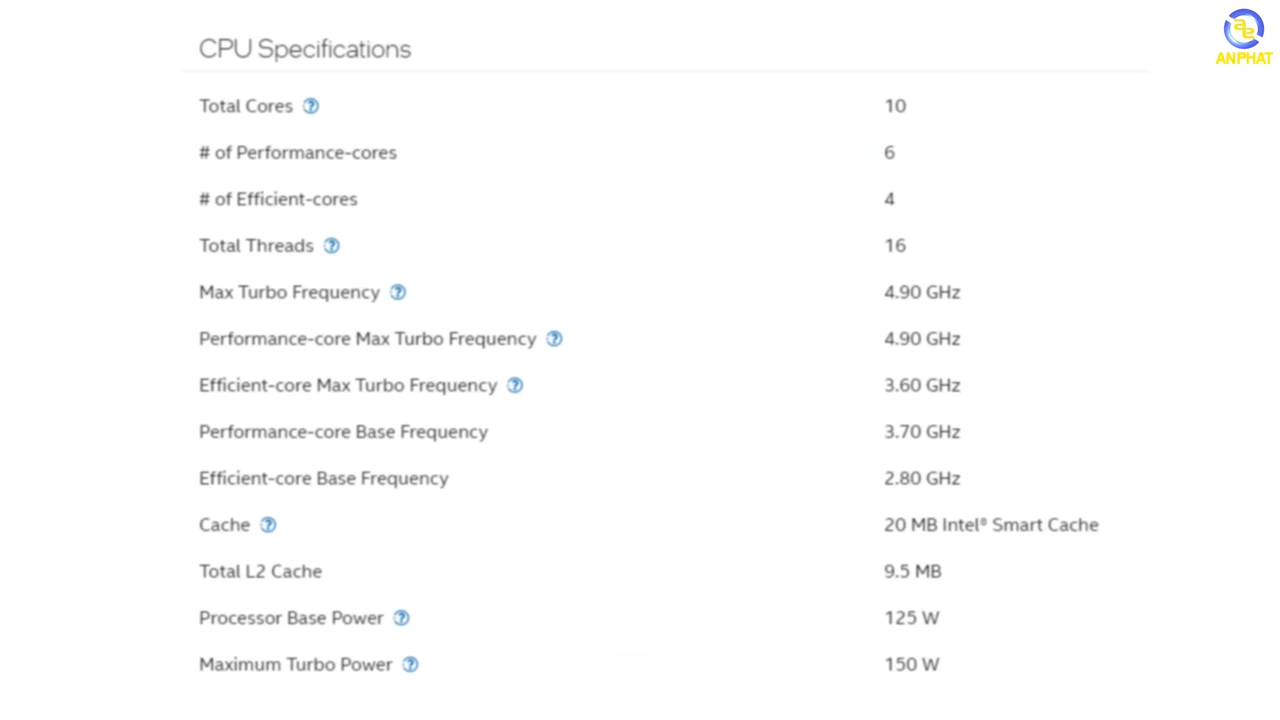 ANPHAT
CPU Specifications
Total Cores ? 10
# of Performance-cores 6
# of Efficient-cores 4
Total Threads ? 16
Max Turbo Frequency ? 4.90 GHz
Performance-core Max Turbo Frequency ? 4.90 GHz
Efficient-core Max Turbo Frequency ? 3.60 GHz
Performance-core Base Frequency 3.70 GHz
Efficient-core Base Frequency 2.80 GHz
Cache ? 20 MB Intel® Smart Cache
Total L2 Cache 9.5 MB
Processor Base Power ? 125 W
Maximum Turbo Power ? 150 W